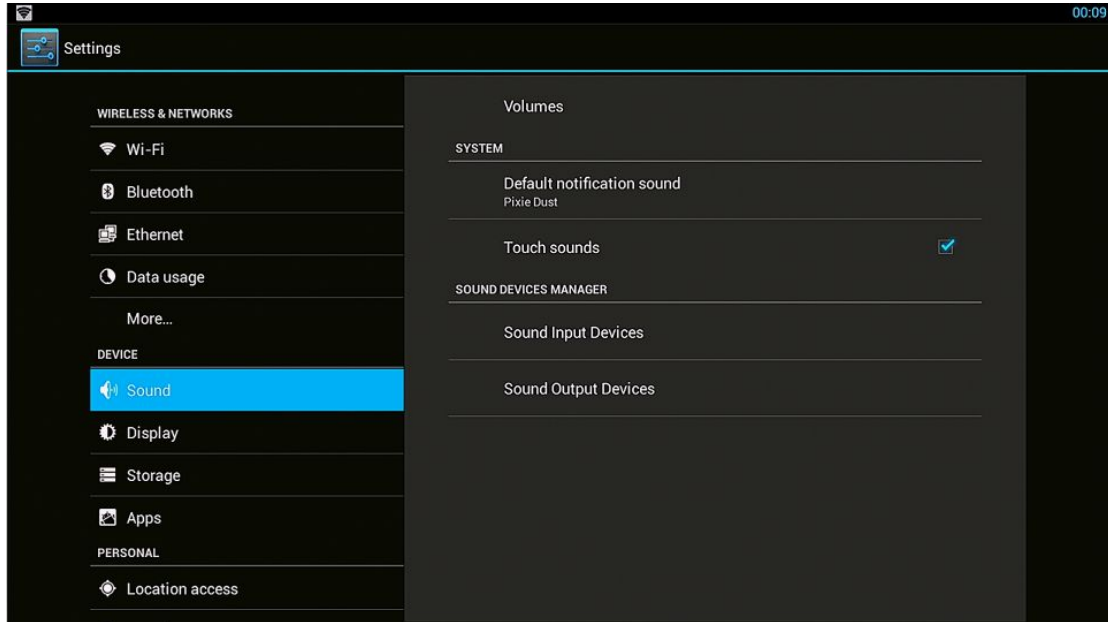 00:09
Settings
WIRELESS & NETWORKS
Wi-Fi
Bluetooth
Ethernet
Data usage
More...
DEVICE
Sound
Display
Storage
Apps
PERSONAL
Location access
Volumes
SYSTEM
Default notification sound
Pixie Dust
Touch sounds
SOUND DEVICES MANAGER
Sound Input Devices
Sound Output Devices